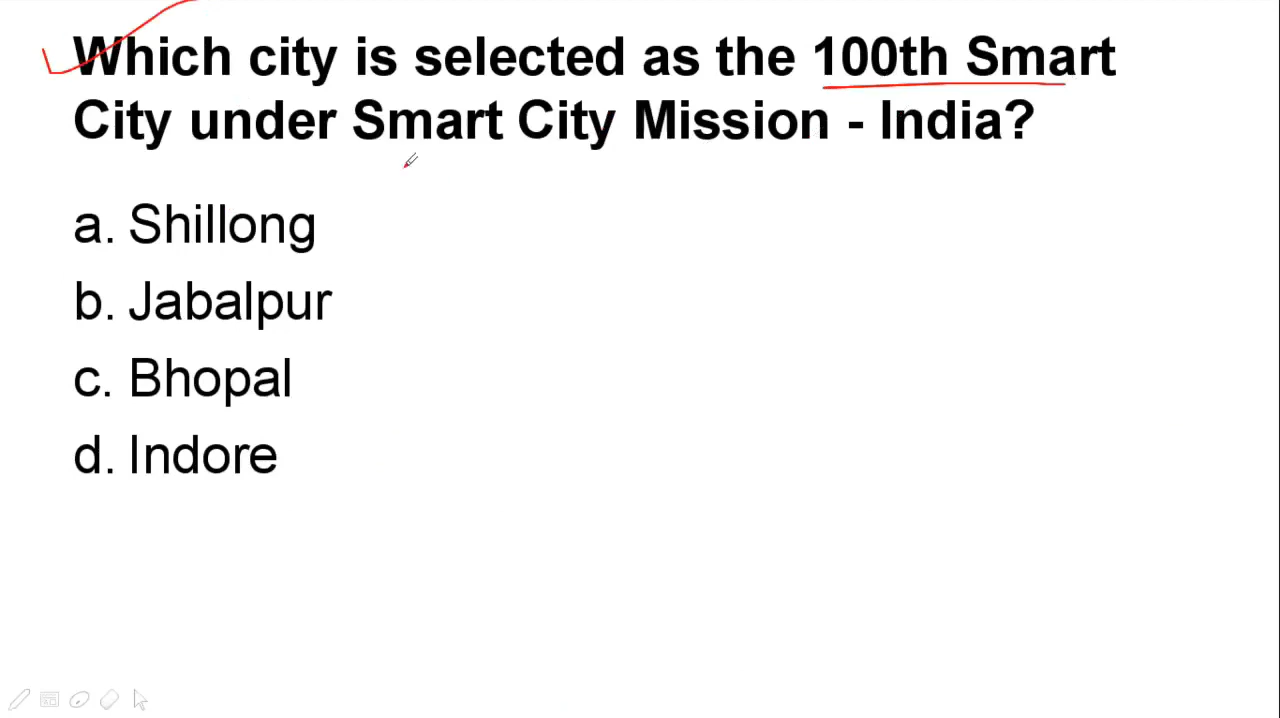 Which city is selected as the 100th Smart
City under Smart City Mission - India?
a. Shillong
b. Jabalpur
c. Bhopal
d. Indore